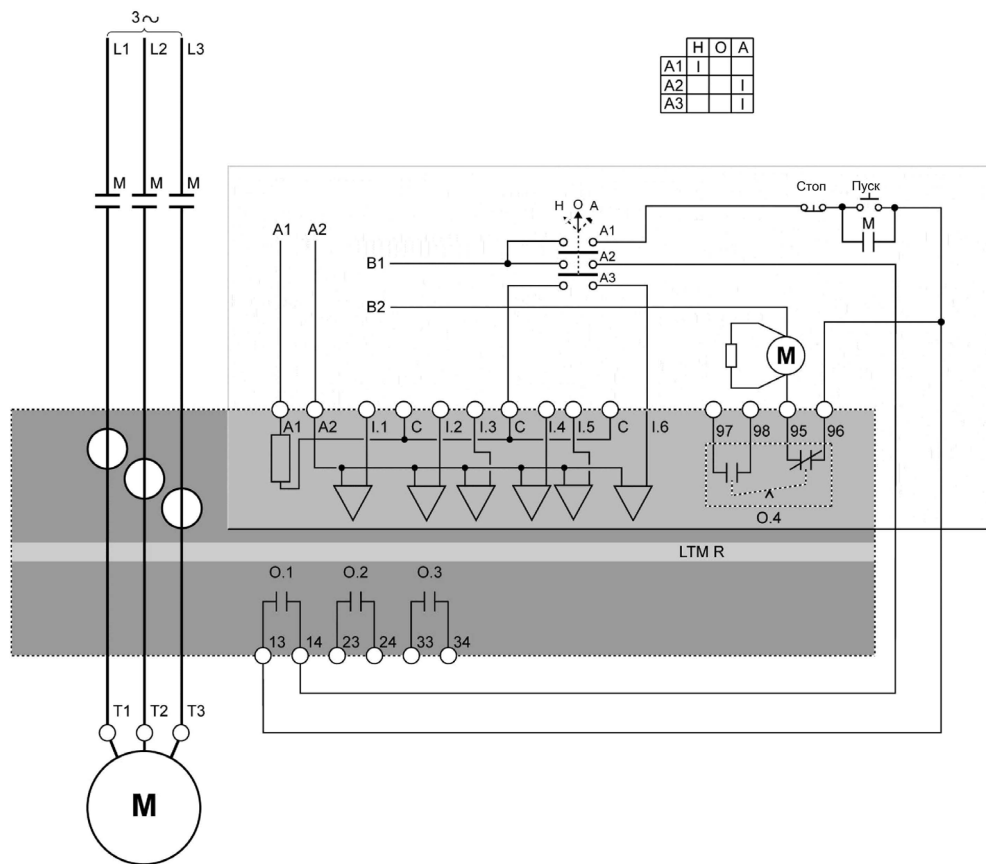 3~
L1 L2 L3
H O A
A1 I
A2 I
A3 I
M M M
Стоп Пуск
H O A
A1
M
A1 A2
B1
A2
A3
B2
M
A1 A2 I.1 C I.2 I.3 C I.4 I.5 C I.6 97 98 95 96
O.4
LTM R
O.1 O.2 O.3
13 14 23 24 33 34
T1 T2 T3
M